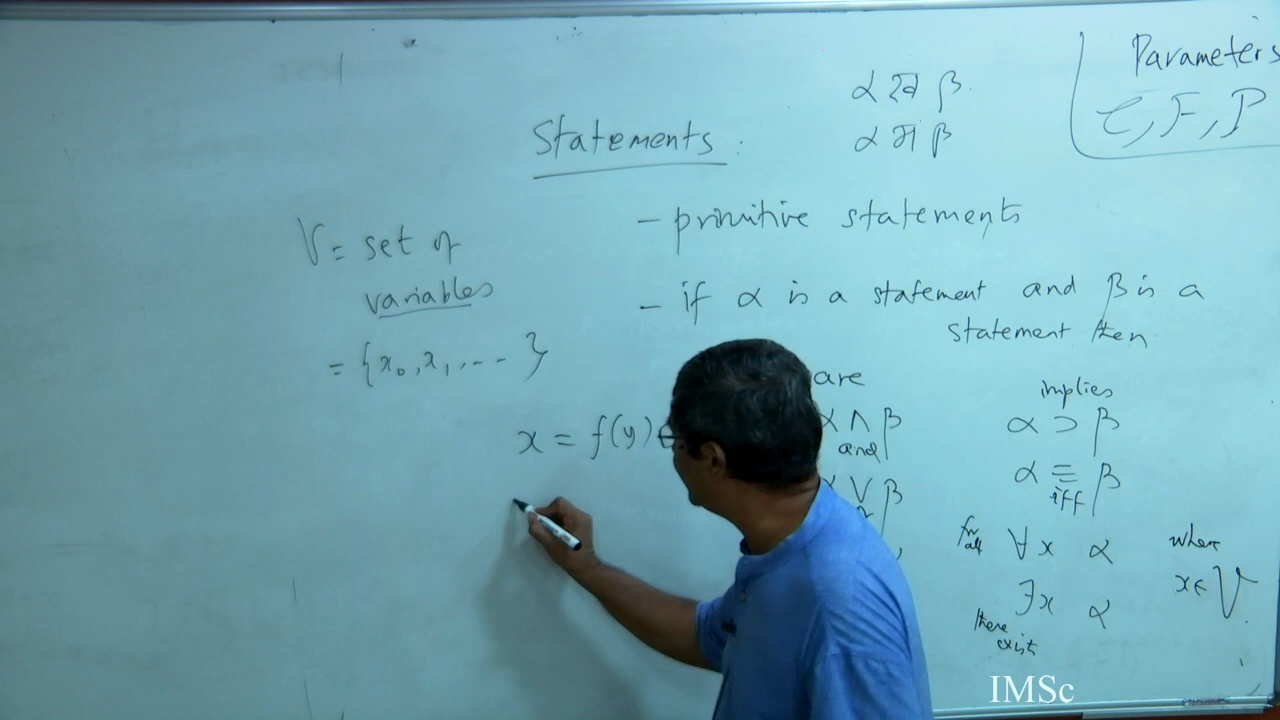 Parameters
C, F, P
α ख β
α ग β
Statements :
- primitive statements
V = set of
variables
= {x₀, x₁, ... }
- if α is a statement and β is a
statement then
are
α ∧ β
and
α ∨ β
implies
α ⊃ β
α ≡ β
iff
x = f(y)
for all ∀x α where
x ∈ V
∃x α
there
exist
IMSc